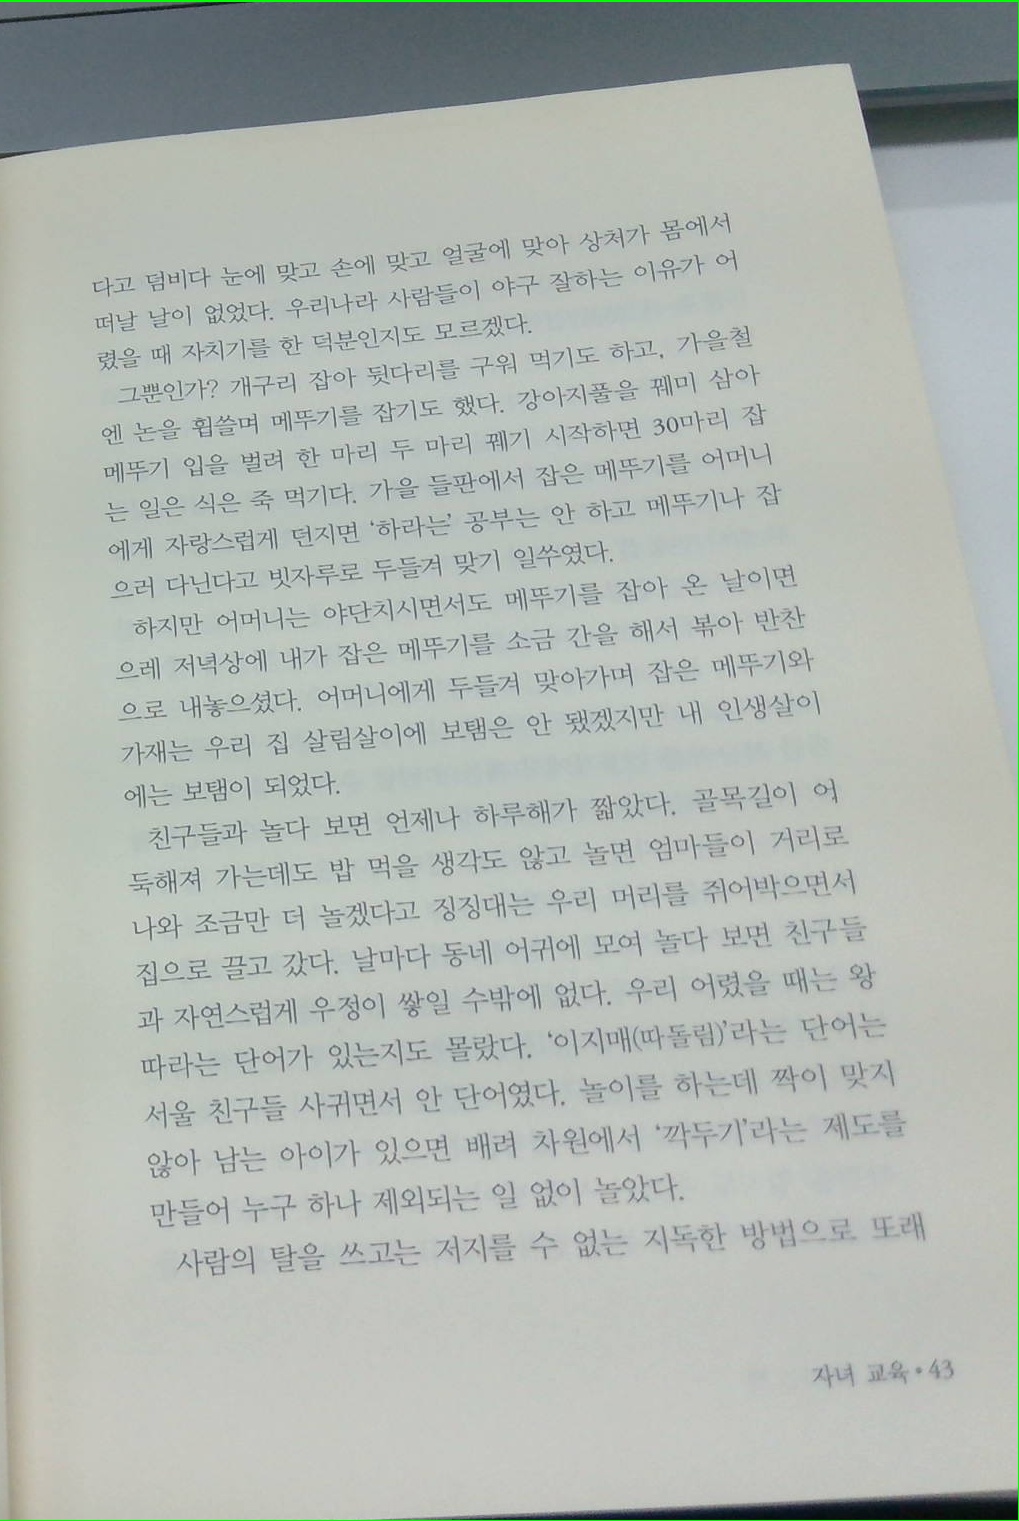 다고 덤비다 눈에 맞고 손에 맞고 얼굴에 맞아 상처가 몸에서
떠날 날이 없었다. 우리나라 사람들이 야구 잘하는 이유가 어
렸을 때 자치기를 한 덕분인지도 모르겠다.
그뿐인가? 개구리 잡아 뒷다리를 구워 먹기도 하고, 가을철
엔 논을 휩쓸며 메뚜기를 잡기도 했다. 강아지풀을 꿰미 삼아
메뚜기 입을 벌려 한 마리 두 마리 꿰기 시작하면 30마리 잡
는 일은 식은 죽 먹기다. 가을 들판에서 잡은 메뚜기를 어머니
에게 자랑스럽게 던지면 ‘하라는’ 공부는 안 하고 메뚜기나 잡
으러 다닌다고 빗자루로 두들겨 맞기 일쑤였다.
하지만 어머니는 야단치시면서도 메뚜기를 잡아 온 날이면
으레 저녁상에 내가 잡은 메뚜기를 소금 간을 해서 볶아 반찬
으로 내놓으셨다. 어머니에게 두들겨 맞아가며 잡은 메뚜기와
가재는 우리 집 살림살이에 보탬은 안 됐겠지만 내 인생살이
에는 보탬이 되었다.
친구들과 놀다 보면 언제나 하루해가 짧았다. 골목길이 어
둑해져 가는데도 밥 먹을 생각도 않고 놀면 엄마들이 거리로
나와 조금만 더 놀겠다고 징징대는 우리 머리를 쥐어박으면서
집으로 끌고 갔다. 날마다 동네 어귀에 모여 놀다 보면 친구들
과 자연스럽게 우정이 쌓일 수밖에 없다. 우리 어렸을 때는 왕
따라는 단어가 있는지도 몰랐다. ‘이지매(따돌림)’라는 단어는
서울 친구들 사귀면서 안 단어였다. 놀이를 하는데 짝이 맞지
않아 남는 아이가 있으면 배려 차원에서 ‘깍두기’라는 제도를
만들어 누구 하나 제외되는 일 없이 놀았다.
사람의 탈을 쓰고는 저지를 수 없는 지독한 방법으로 또래
자녀 교육 • 43